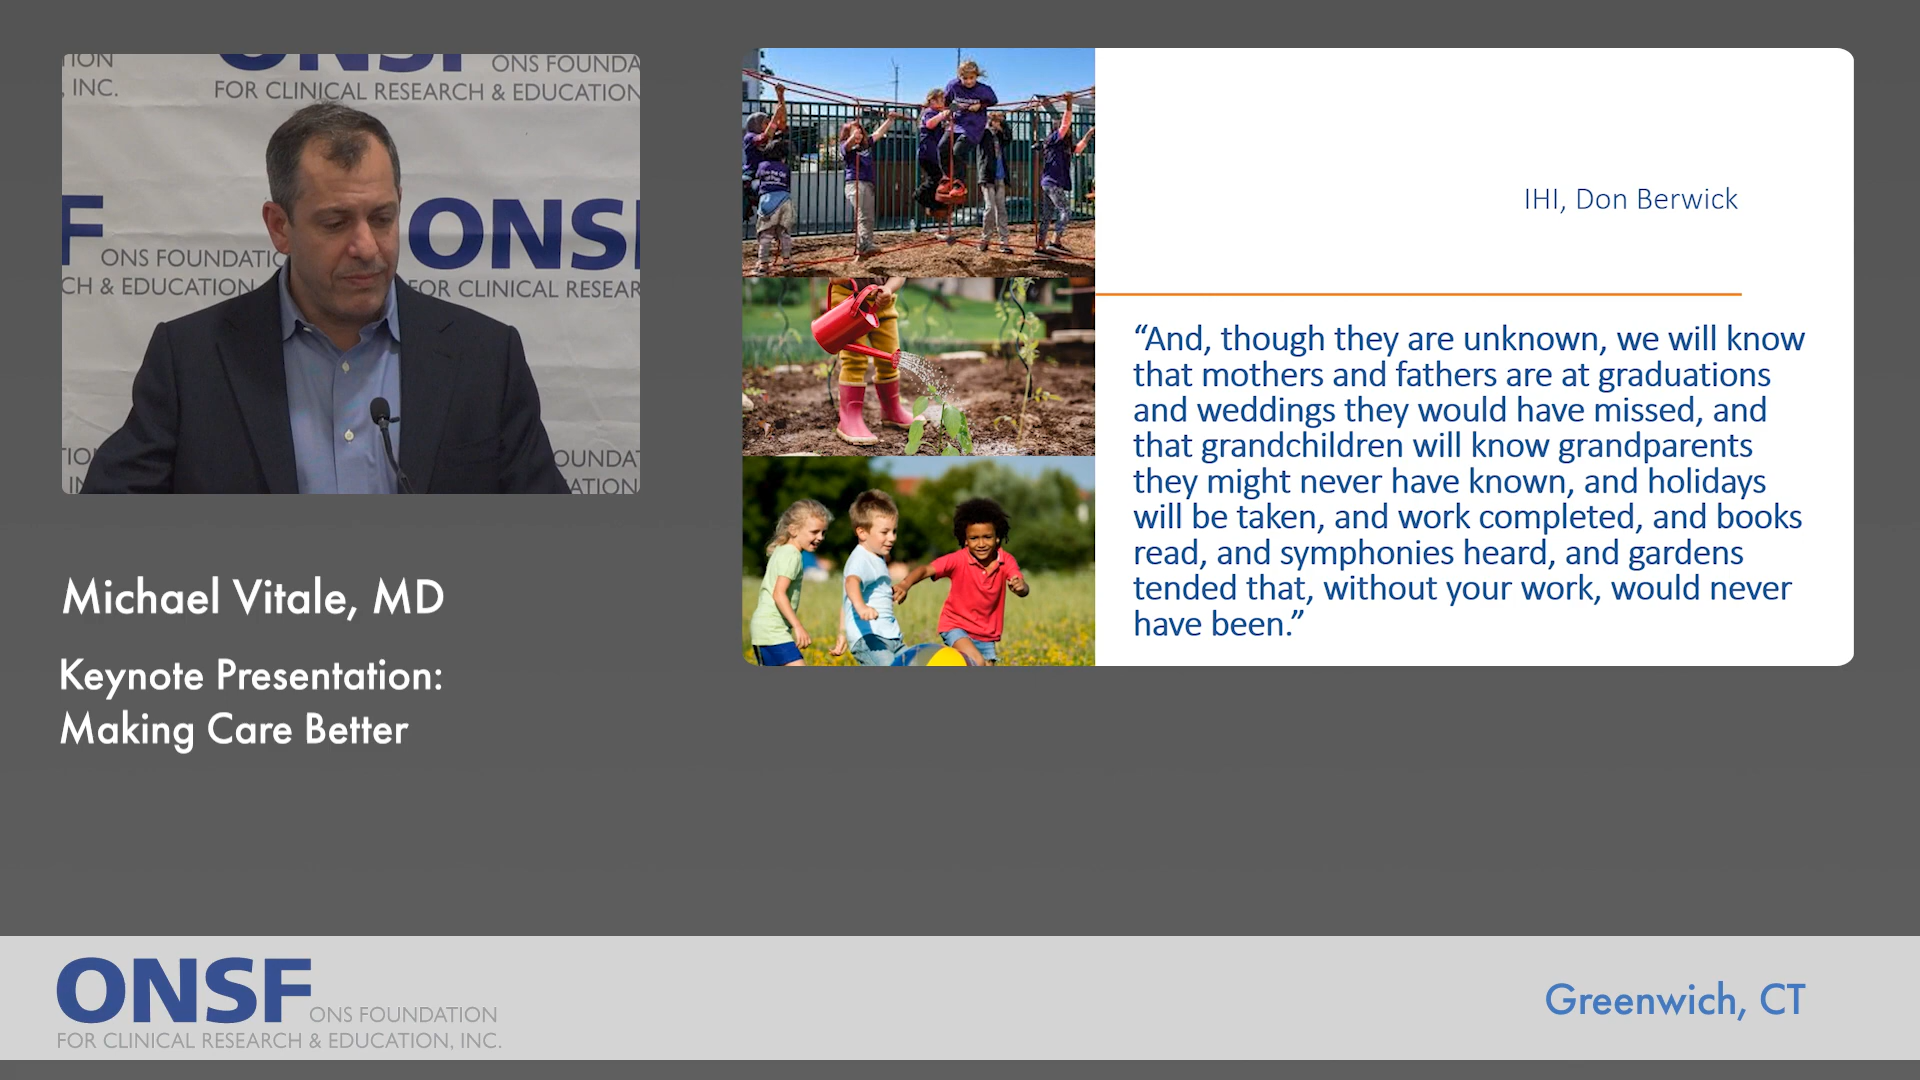 TION
, INC.
ONSF
ONS FOUNDA
FOR CLINICAL RESEARCH & EDUCATION
F
ONS FOUNDATIO
CH & EDUCATION
ONSF
FOR CLINICAL RESEAR
ATION
OUNDAT
Michael Vitale, MD
Keynote Presentation:
Making Care Better
IHI, Don Berwick
“And, though they are unknown, we will know
that mothers and fathers are at graduations
and weddings they would have missed, and
that grandchildren will know grandparents
they might never have known, and holidays
will be taken, and work completed, and books
read, and symphonies heard, and gardens
tended that, without your work, would never
have been.”
ONSF ONS FOUNDATION
FOR CLINICAL RESEARCH & EDUCATION, INC.
Greenwich, CT